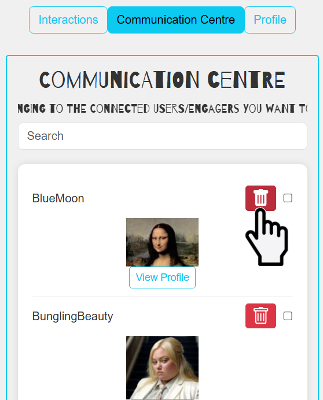 Interactions Communication Centre Profile
COMMUNICATION CENTRE
NGING TO THE CONNECTED USERS/ENGAGERS YOU WANT TO
Search
BlueMoon
View Profile
BunglingBeauty